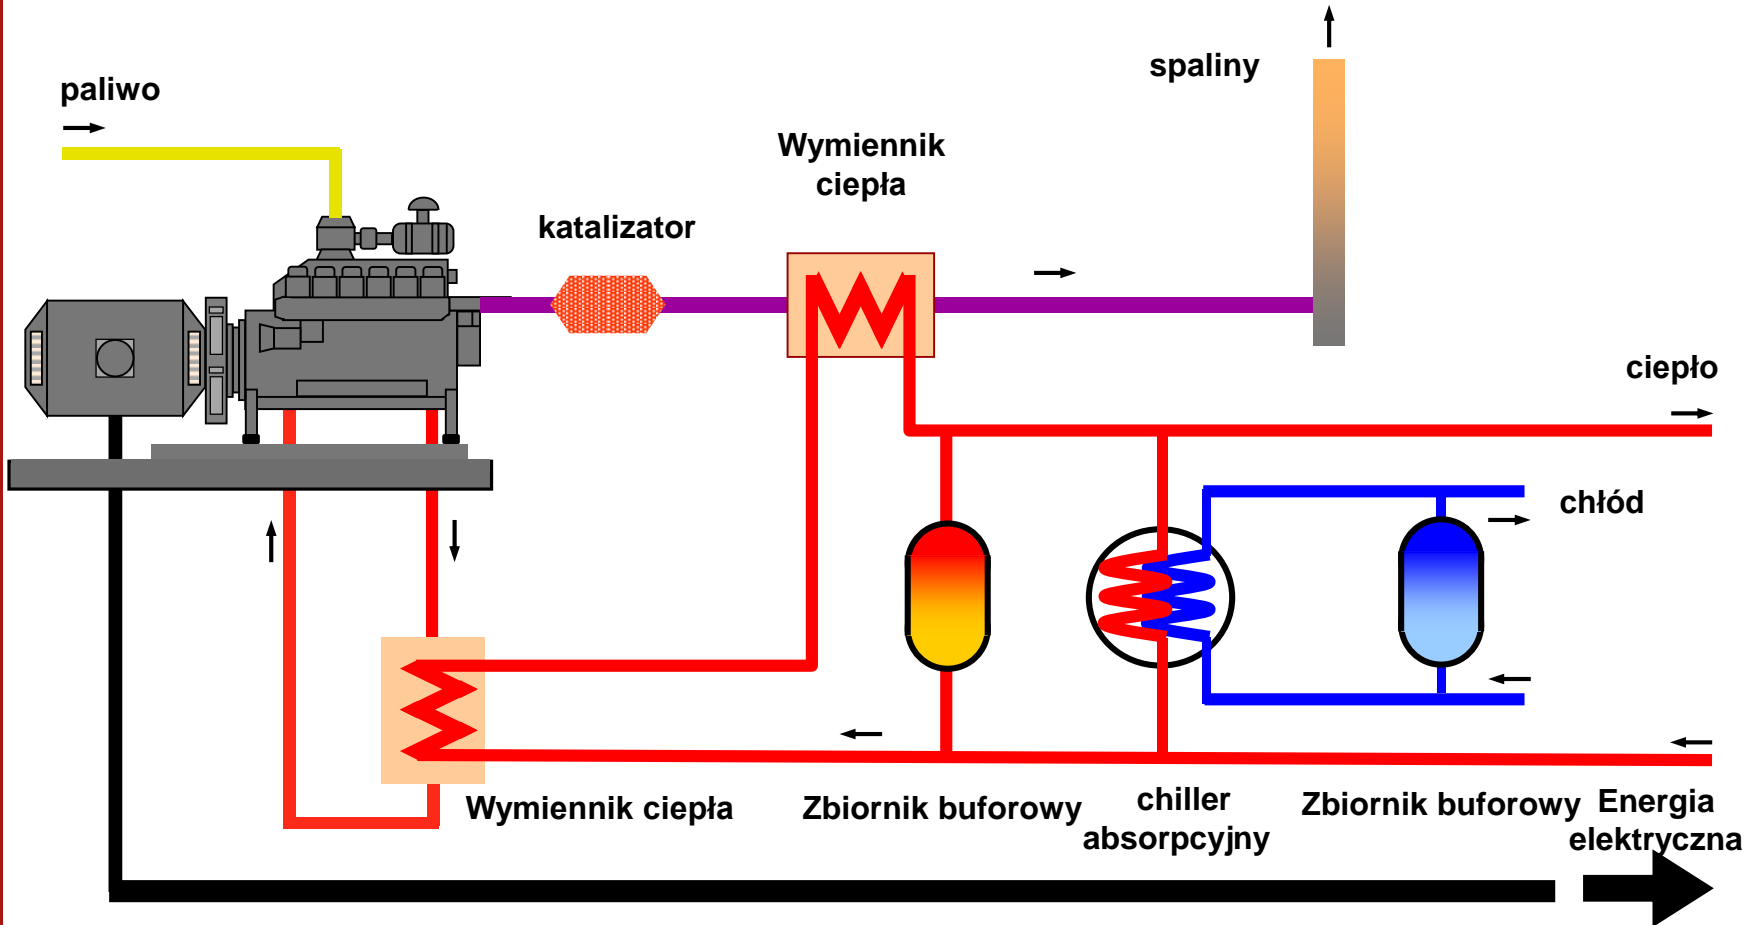 spaliny
paliwo
Wymiennik
ciepła
katalizator
ciepło
chłód
Wymiennik ciepła
Zbiornik buforowy
chiller
absorpcyjny
Zbiornik buforowy
Energia
elektryczna